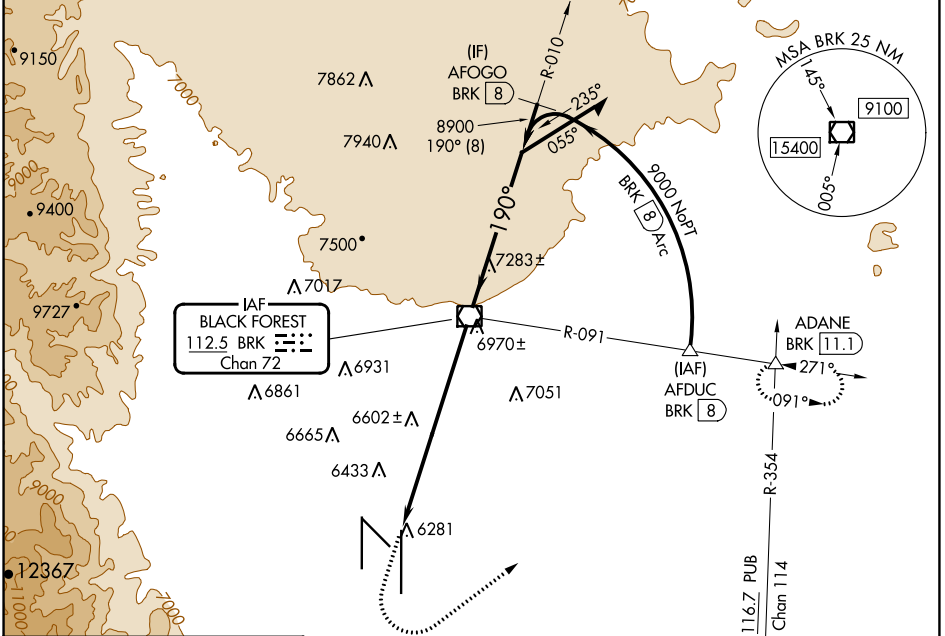 9150
7000
7862
(IF)
AFOGO
BRK 8
R-010
MSA BRK 25 NM
145°
9100
15400
005°
235°
055°
8900
190° (8)
7940
9000
9400
190°
9000 NoPT
BRK 8 Arc
7500
7283±
7017
9727
IAF
BLACK FOREST
112.5 BRK
Chan 72
6970±
R-091
ADANE
BRK 11.1
271°
091°
(IAF)
AFDUC
BRK 8
6931
6861
7051
6602±
6665
6433
R-354
9000
6281
12367
11000
7000
116.7 PUB
Chan 114